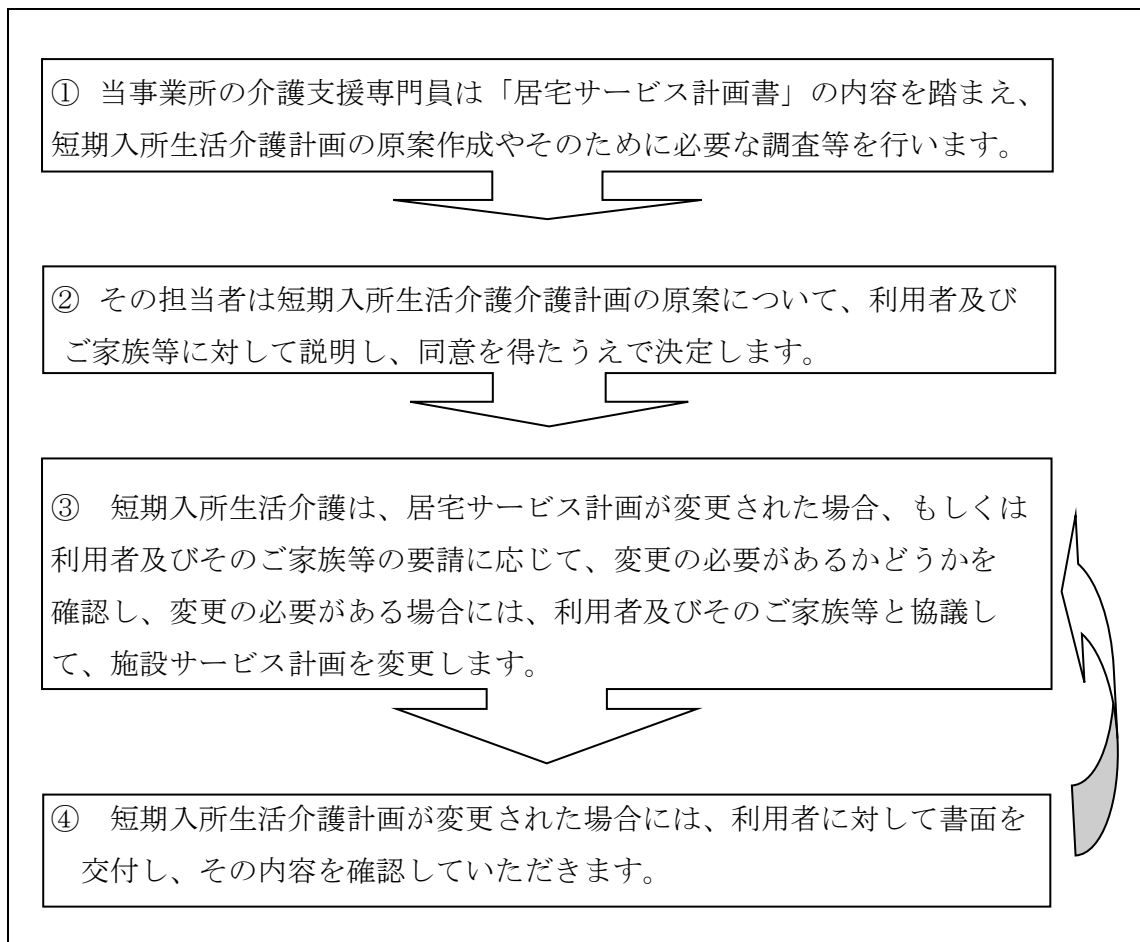 ① 当事業所の介護支援専門員は「居宅サービス計画書」の内容を踏まえ、
短期入所生活介護計画の原案作成やそのために必要な調査等を行います。
② その担当者は短期入所生活介護介護計画の原案について、利用者及び
ご家族等に対して説明し、同意を得たうえで決定します。
③ 短期入所生活介護は、居宅サービス計画が変更された場合、もしくは
利用者及びそのご家族等の要請に応じて、変更の必要があるかどうかを
確認し、変更の必要がある場合には、利用者及びそのご家族等と協議し
て、施設サービス計画を変更します。
④ 短期入所生活介護計画が変更された場合には、利用者に対して書面を
交付し、その内容を確認していただきます。